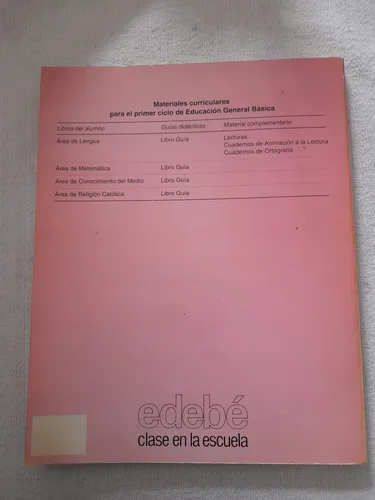 Materiales curriculares
para el primer ciclo de Educación General Básica
Libros del alumno Guías didácticas Material complementario
Área de Lengua Libro Guía Lecturas
Cuadernos de Animación a la Lectura
Cuadernos de Ortografía
Área de Matemática Libro Guía
Área de Conocimiento del Medio Libro Guía
Área de Religión Católica Libro Guía
edebé
clase en la escuela